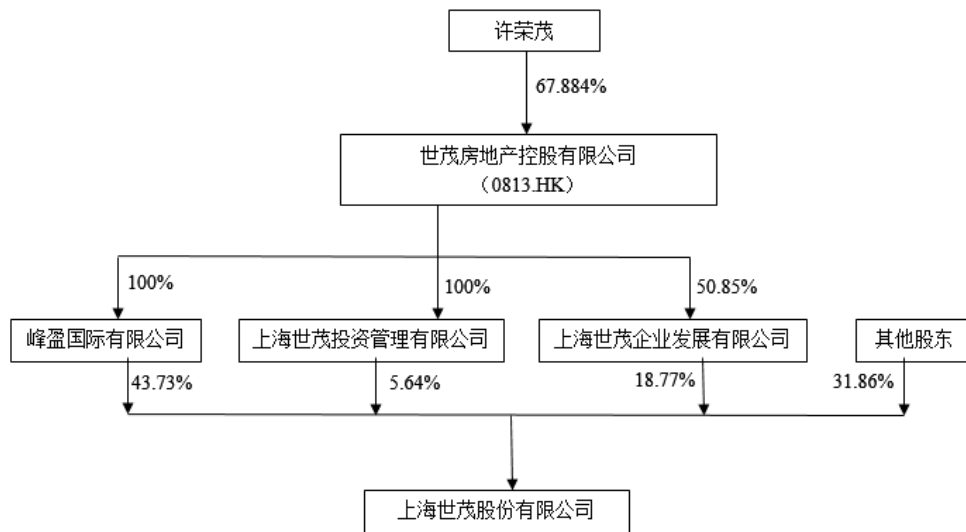 许荣茂
67.884%
世茂房地产控股有限公司
（0813.HK）
100%
100%
50.85%
峰盈国际有限公司
上海世茂投资管理有限公司
上海世茂企业发展有限公司
其他股东
43.73%
5.64%
18.77%
31.86%
上海世茂股份有限公司